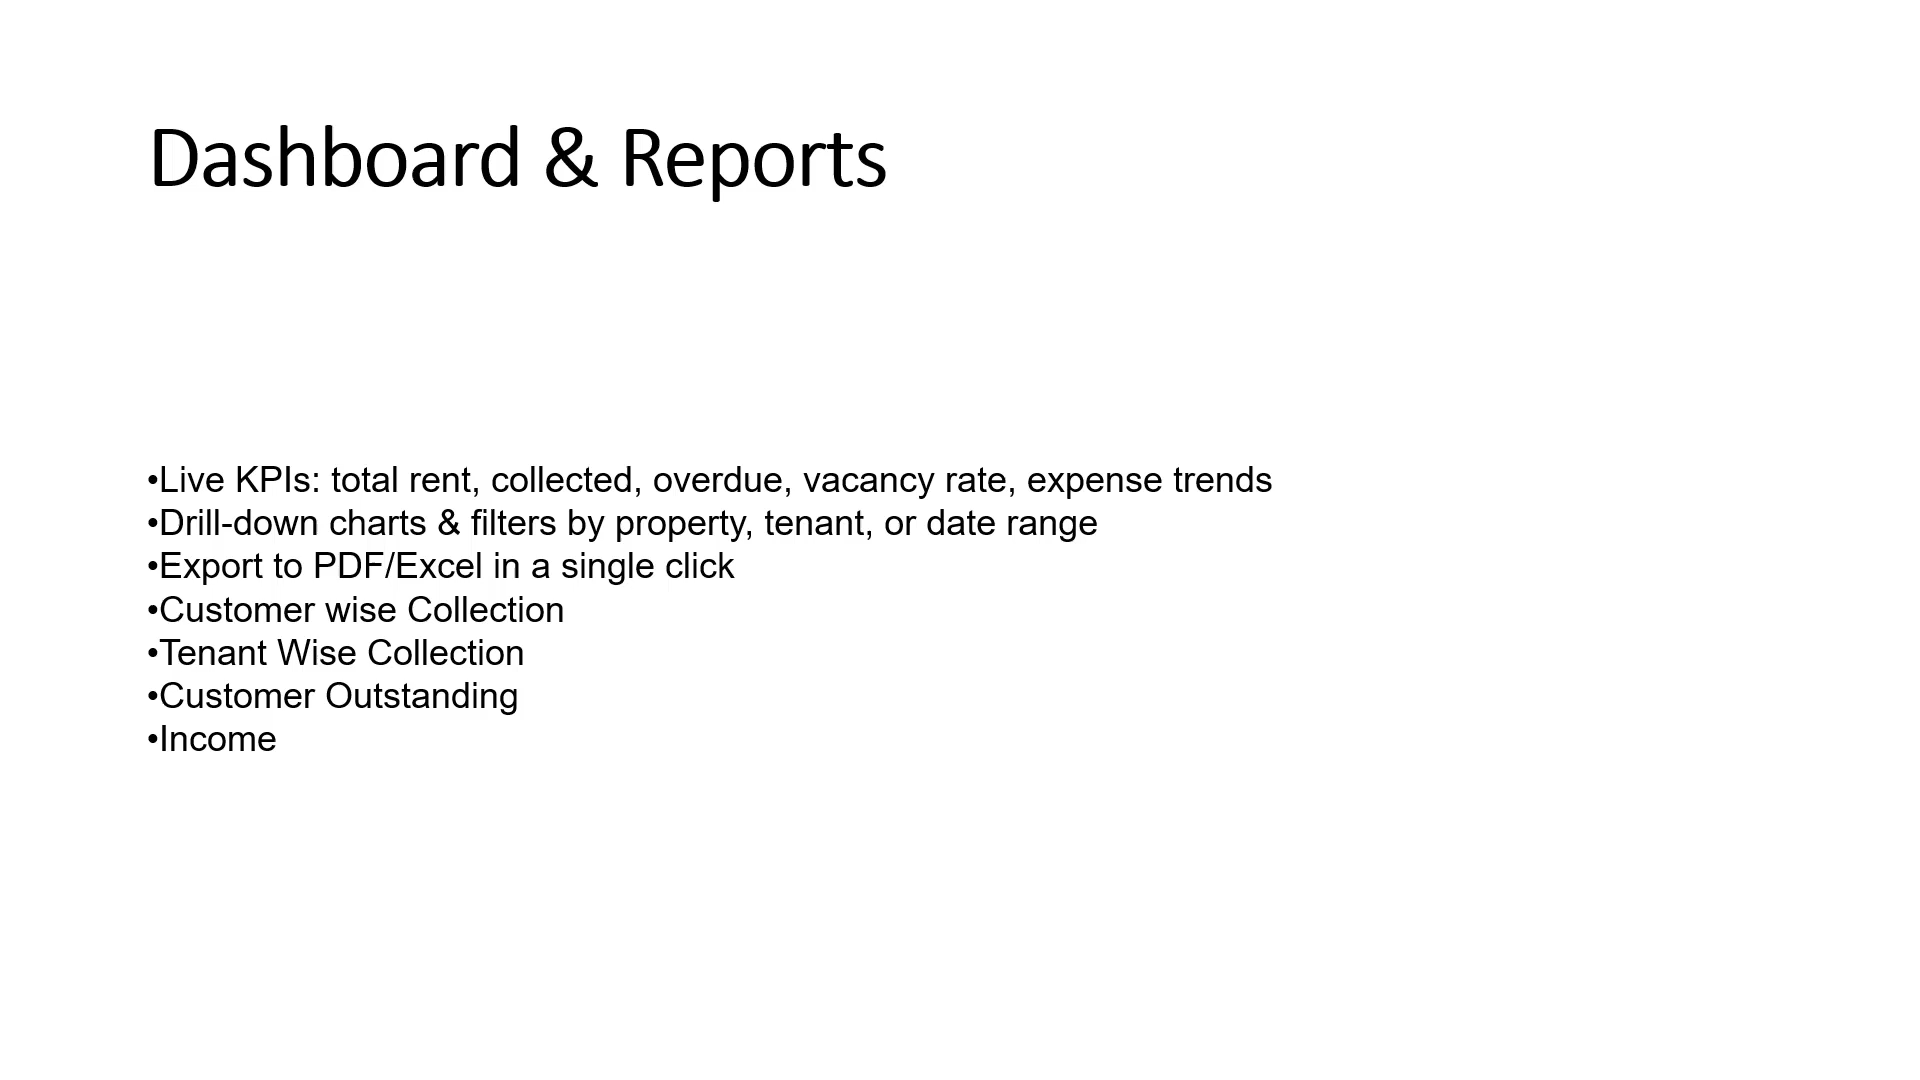 Dashboard & Reports
•Live KPIs: total rent, collected, overdue, vacancy rate, expense trends
•Drill-down charts & filters by property, tenant, or date range
•Export to PDF/Excel in a single click
•Customer wise Collection
•Tenant Wise Collection
•Customer Outstanding
•Income